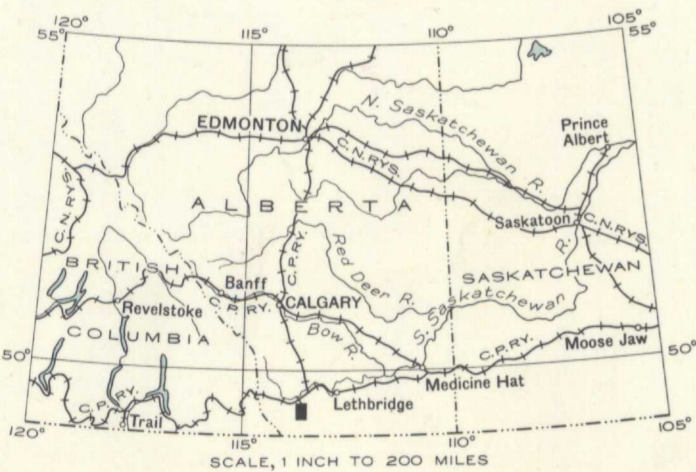 120° 115° 110° 105°
55° 55°
N. Saskatchewan R.
EDMONTON
Prince
Albert
C.N.RYS.
C.N.RYS.
ALBERTA
Saskatoon
C.N.RYS.
C.P.RY.
BRITISH
Red Deer R.
SASKATCHEWAN
Banff
C.P.RY.
CALGARY
S. Saskatchewan R.
Revelstoke
Bow R.
COLUMBIA
Moose Jaw
50° 50°
C.P.RY.
Medicine Hat
C.P.RY.
Lethbridge
Trail
120° 115° 110° 105°
SCALE, 1 INCH TO 200 MILES